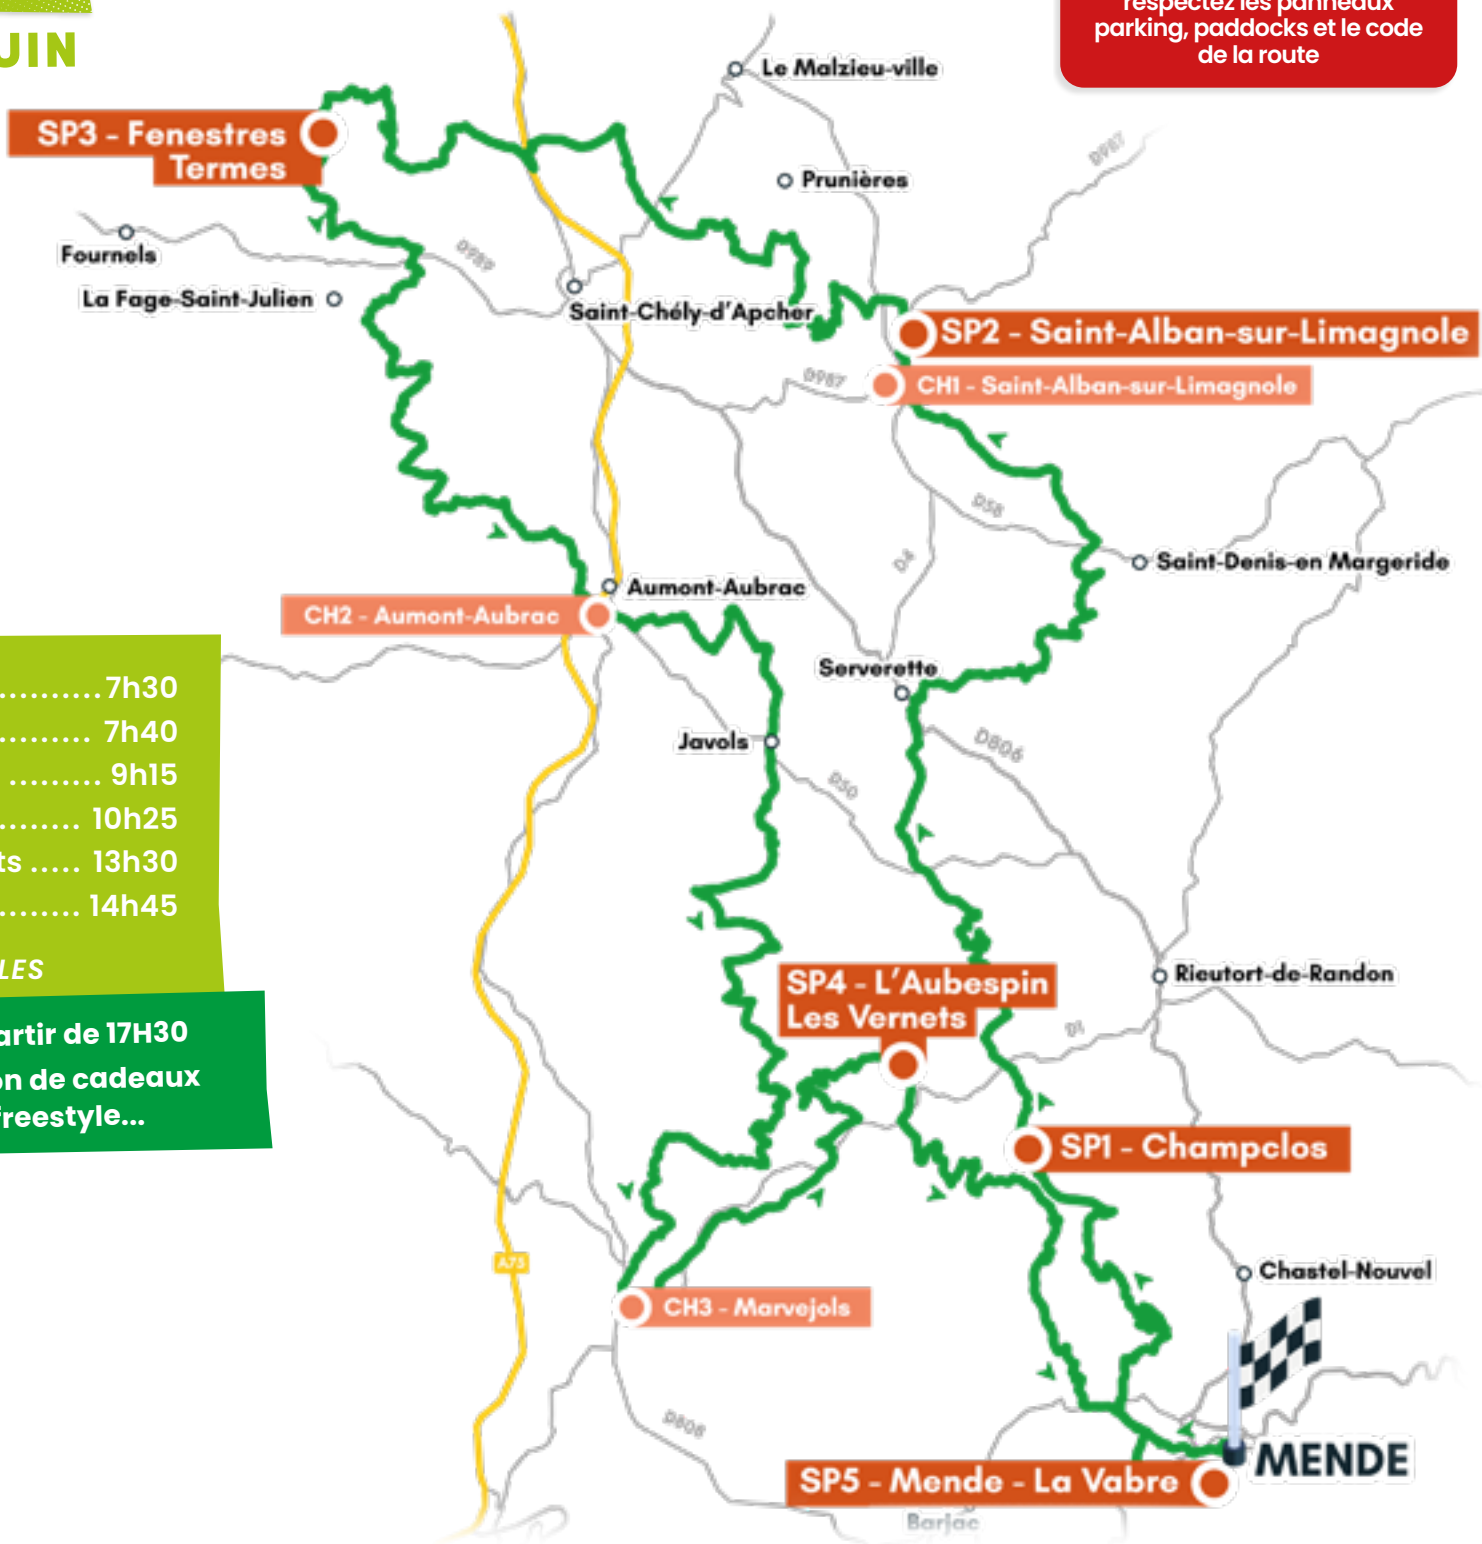 UIN
respectez les panneaux
parking, paddocks et le code
de la route
Le Malzieu-ville
D987
SP3 - Fenestres
Termes
Prunières
Fournels
D989
La Fage-Saint-Julien
Saint-Chély-d'Apcher
SP2 - Saint-Alban-sur-Limagnole
D987
CH1 - Saint-Alban-sur-Limagnole
D58
D4
Saint-Denis-en Margeride
Aumont-Aubrac
CH2 - Aumont-Aubrac
Serverette
..........7h30
......... 7h40
......... 9h15
........ 10h25
ts ..... 13h30
........ 14h45
LES
artir de 17H30
on de cadeaux
freestyle...
Javols
D806
D50
Rieutort-de-Randon
SP4 - L'Aubespin
Les Vernets
D1
SP1 - Champclos
A75
Chastel-Nouvel
CH3 - Marvejols
D808
MENDE
SP5 - Mende - La Vabre
Barjac